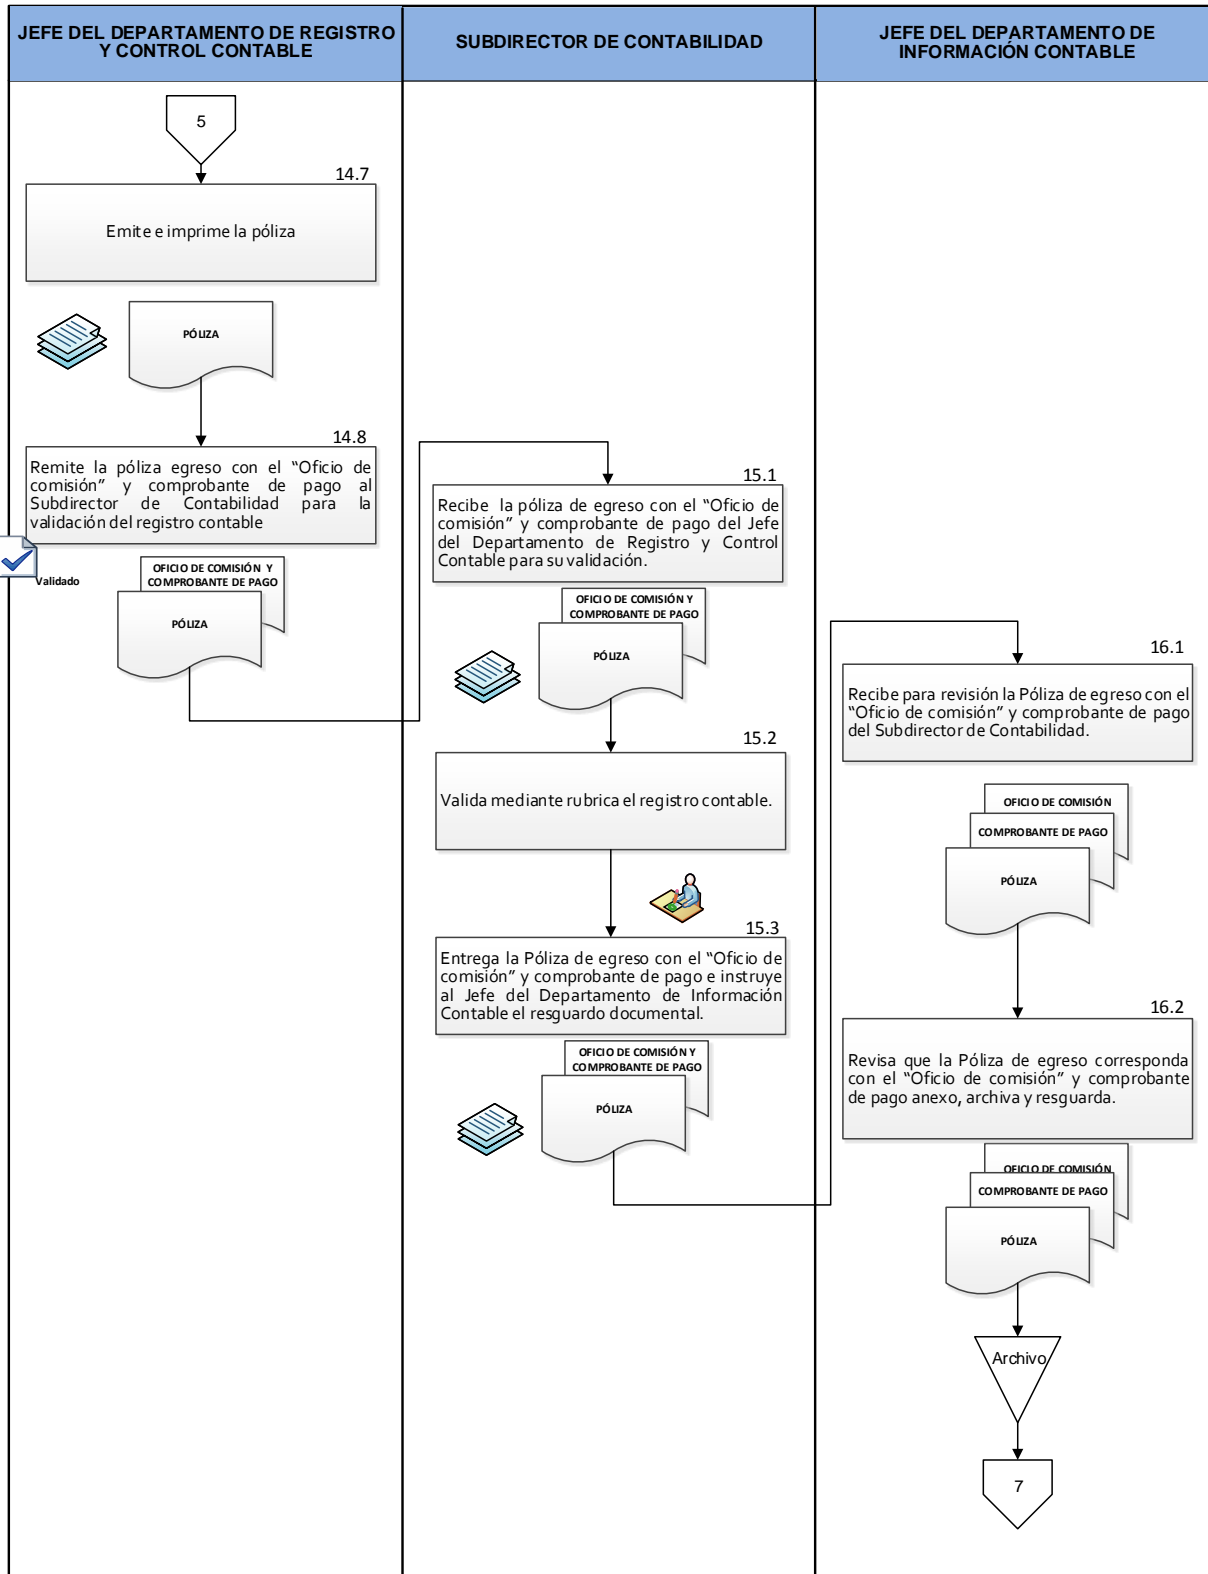 JEFE DEL DEPARTAMENTO DE REGISTRO
Y CONTROL CONTABLE
SUBDIRECTOR DE CONTABILIDAD
JEFE DEL DEPARTAMENTO DE
INFORMACIÓN CONTABLE
5
14.7
Emite e imprime la póliza
PÓLIZA
14.8
Remite la póliza egreso con el “Oficio de
comisión” y comprobante de pago al
Subdirector de Contabilidad para la
validación del registro contable
Validado
OFICIO DE COMISIÓN Y
COMPROBANTE DE PAGO
PÓLIZA
15.1
Recibe la póliza de egreso con el “Oficio de
comisión” y comprobante de pago del Jefe
del Departamento de Registro y Control
Contable para su validación.
OFICIO DE COMISIÓN Y
COMPROBANTE DE PAGO
PÓLIZA
15.2
Valida mediante rubrica el registro contable.
15.3
Entrega la Póliza de egreso con el “Oficio de
comisión” y comprobante de pago e instruye
al Jefe del Departamento de Información
Contable el resguardo documental.
OFICIO DE COMISIÓN Y
COMPROBANTE DE PAGO
PÓLIZA
16.1
Recibe para revisión la Póliza de egreso con el
“Oficio de comisión” y comprobante de pago
del Subdirector de Contabilidad.
OFICIO DE COMISIÓN
COMPROBANTE DE PAGO
PÓLIZA
16.2
Revisa que la Póliza de egreso corresponda
con el “Oficio de comisión” y comprobante
de pago anexo, archiva y resguarda.
OFICIO DE COMISIÓN
COMPROBANTE DE PAGO
PÓLIZA
Archivo
7